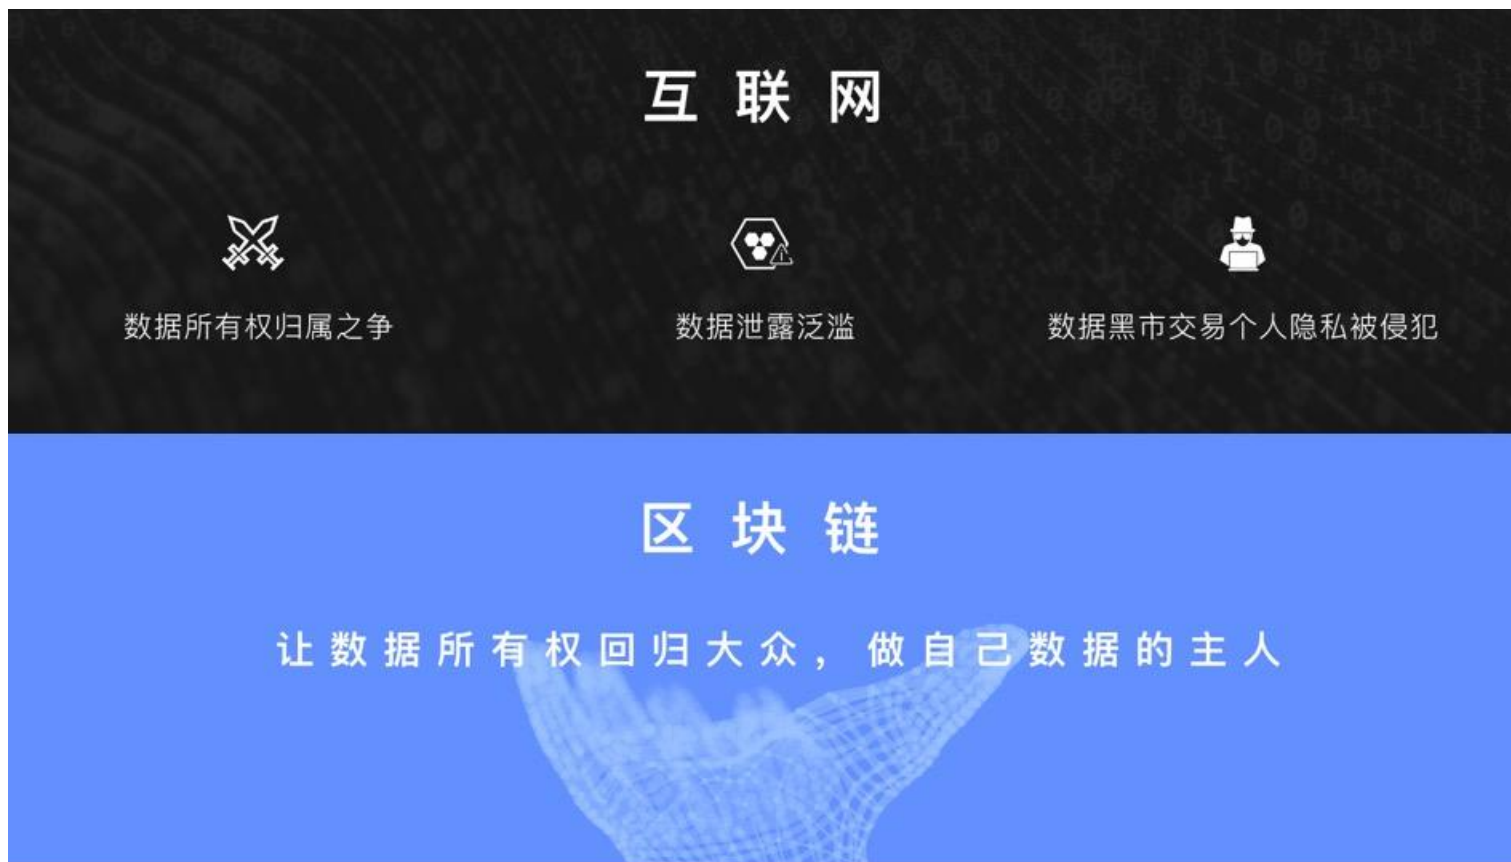 互联网
数据所有权归属之争
数据泄露泛滥
数据黑市交易个人隐私被侵犯
区块链
让数据所有权回归大众，做自己数据的主人